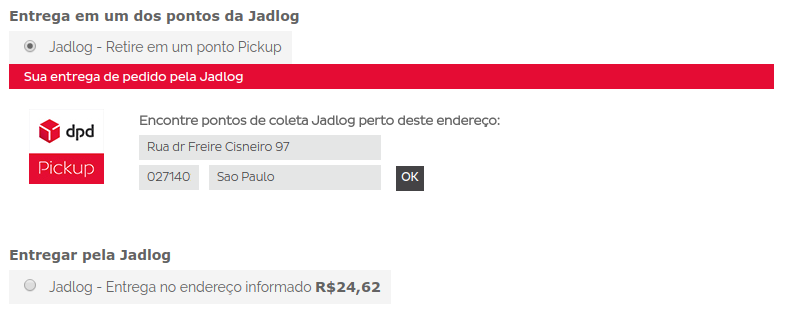 Entrega em um dos pontos da Jadlog
Jadlog - Retire em um ponto Pickup
Sua entrega de pedido pela Jadlog
Encontre pontos de coleta Jadlog perto deste endereço:
dpd
Pickup
Rua dr Freire Cisneiro 97
027140 Sao Paulo OK
Entregar pela Jadlog
Jadlog - Entrega no endereço informado R$24,62